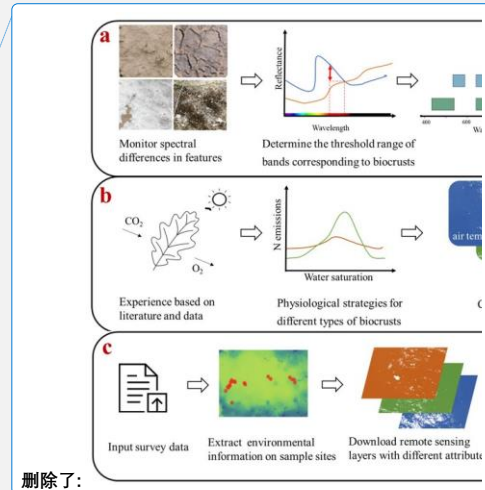 a
Reflectance
Wavelength
Monitor spectral
differences in features
Determine the threshold range of
bands corresponding to biocrusts
b
CO2
O2
N emissions
Water saturation
air tem
Experience based on
literature and data
Physiological strategies for
different types of biocrusts
c
Input survey data
Extract environmental
information on sample sites
Download remote sensing
layers with different attribute
删除了: